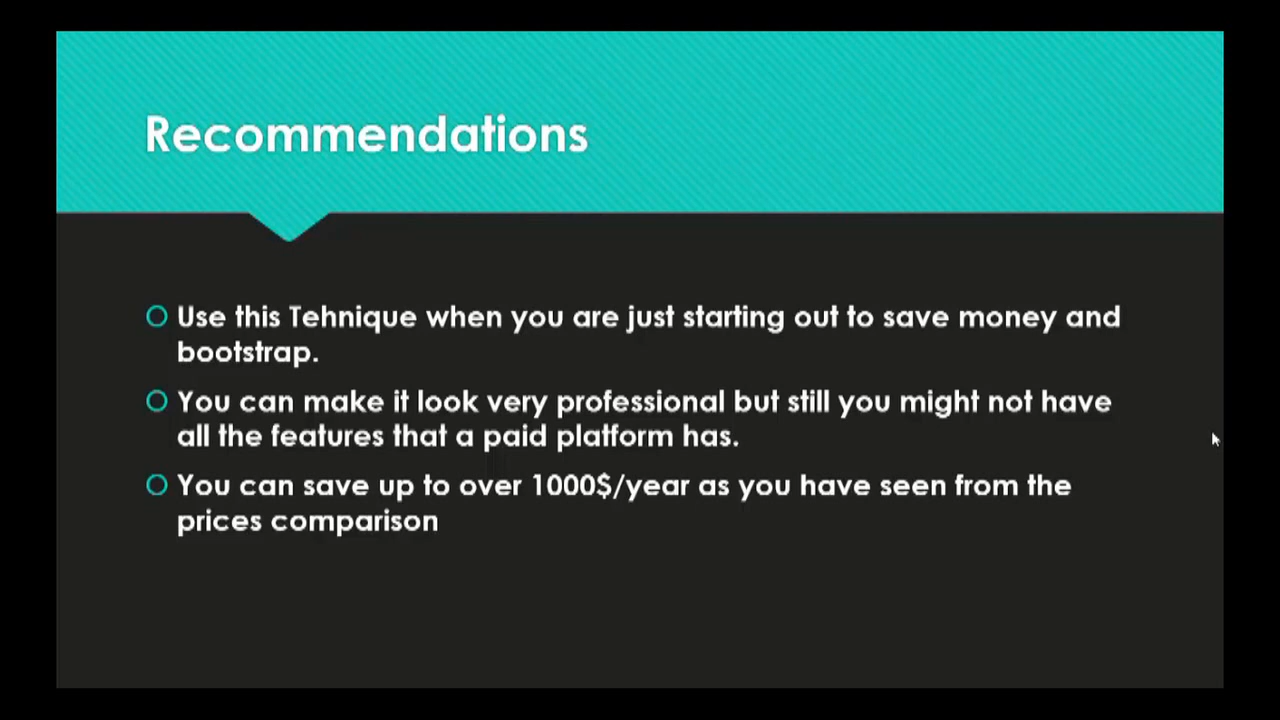 Recommendations
Use this Tehnique when you are just starting out to save money and
bootstrap.
You can make it look very professional but still you might not have
all the features that a paid platform has.
You can save up to over 1000$/year as you have seen from the
prices comparison